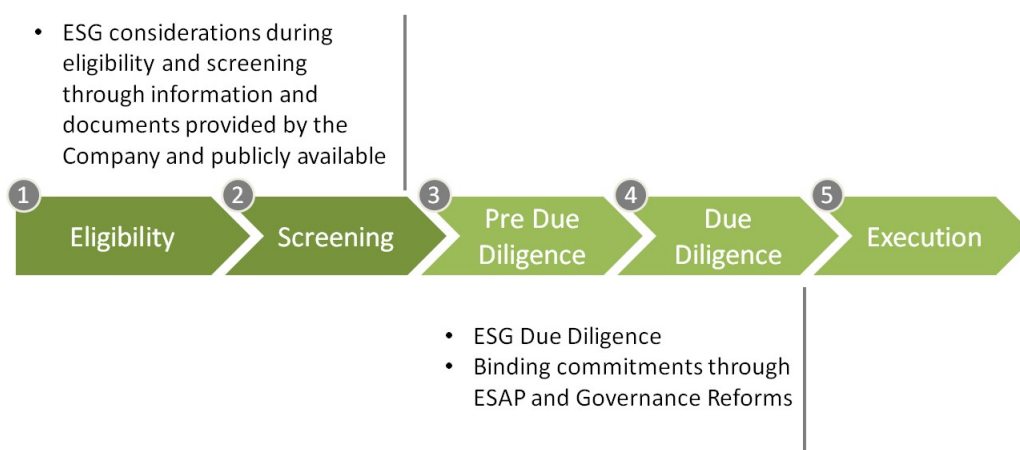 • ESG considerations during
eligibility and screening
through information and
documents provided by the
Company and publicly available
1
Eligibility
2
Screening
3
Pre Due
Diligence
4
Due
Diligence
5
Execution
• ESG Due Diligence
• Binding commitments through
ESAP and Governance Reforms